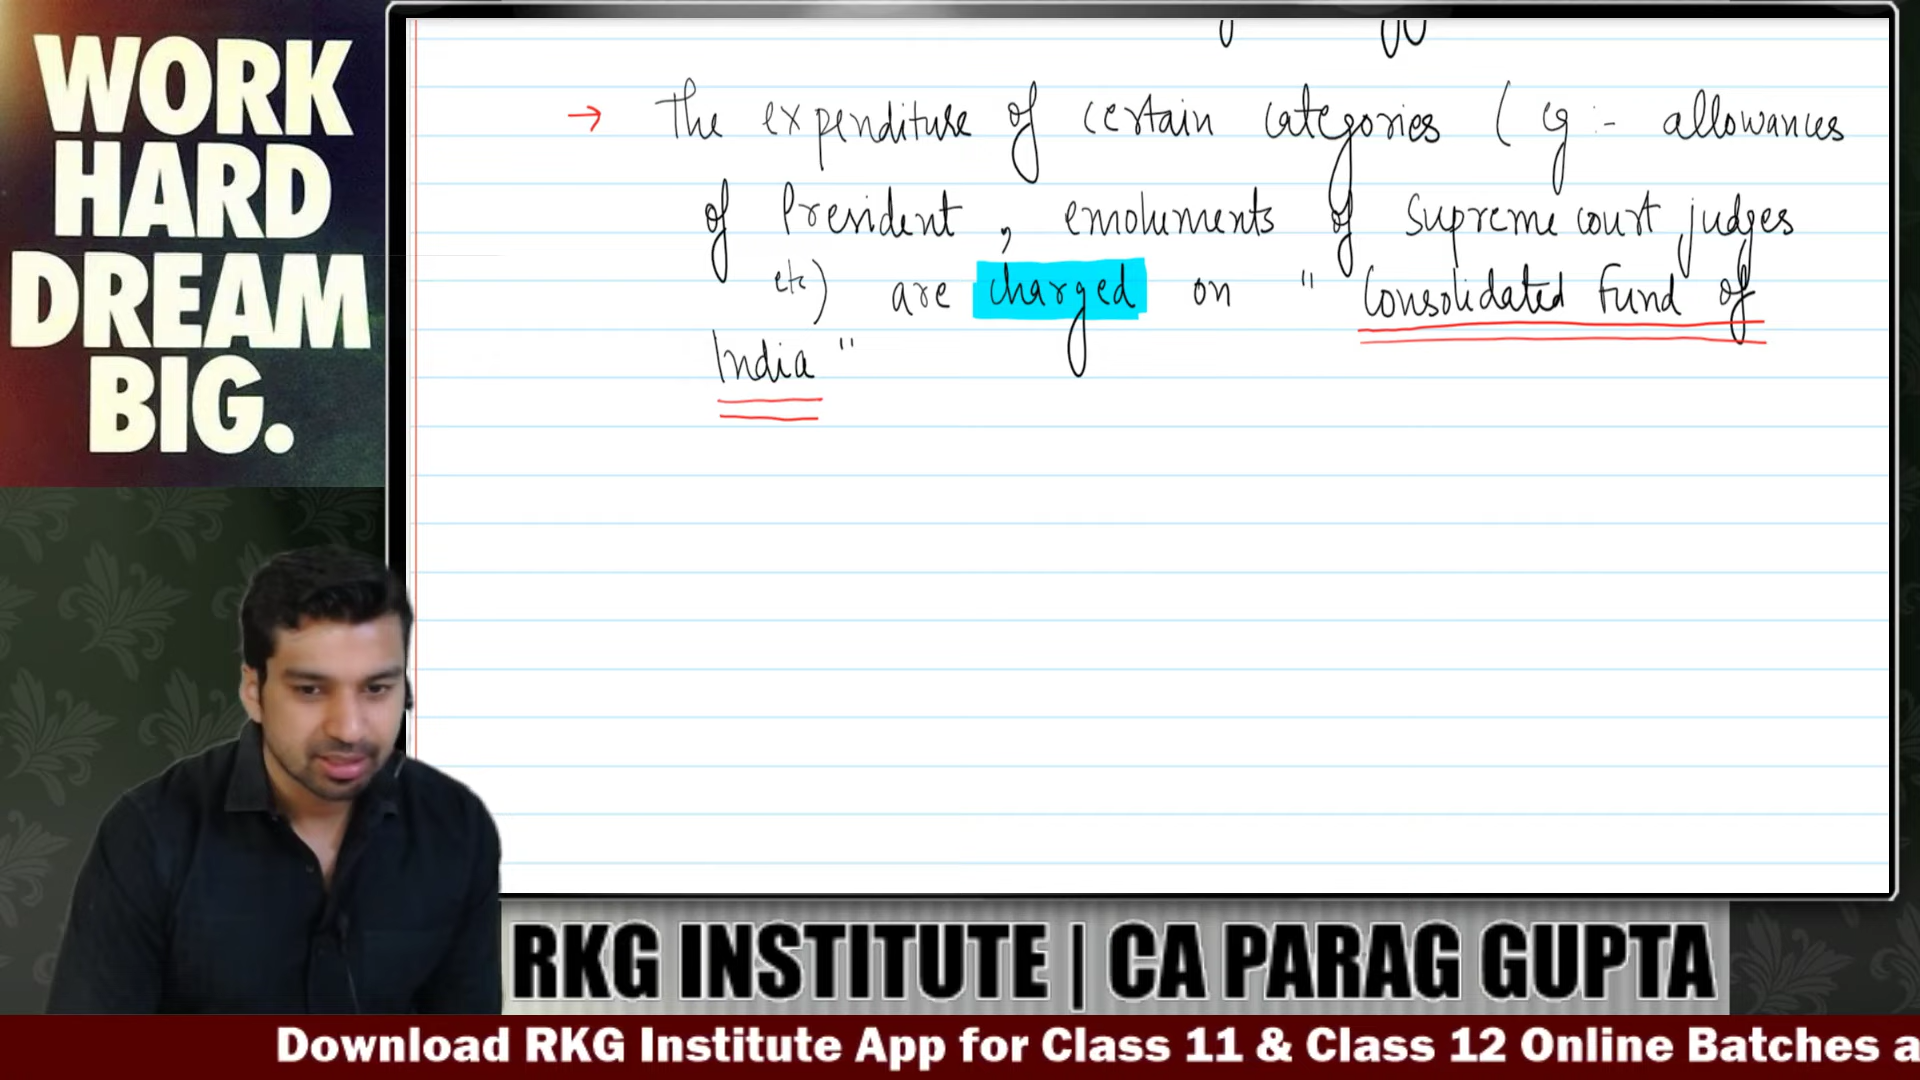 WORK
HARD
DREAM
BIG.
→ The expenditure of certain categories ( eg :- allowances
of President , emoluments of Supreme court judges
etc) are charged on " Consolidated Fund of
India "
RKG INSTITUTE | CA PARAG GUPTA
Download RKG Institute App for Class 11 & Class 12 Online Batches a